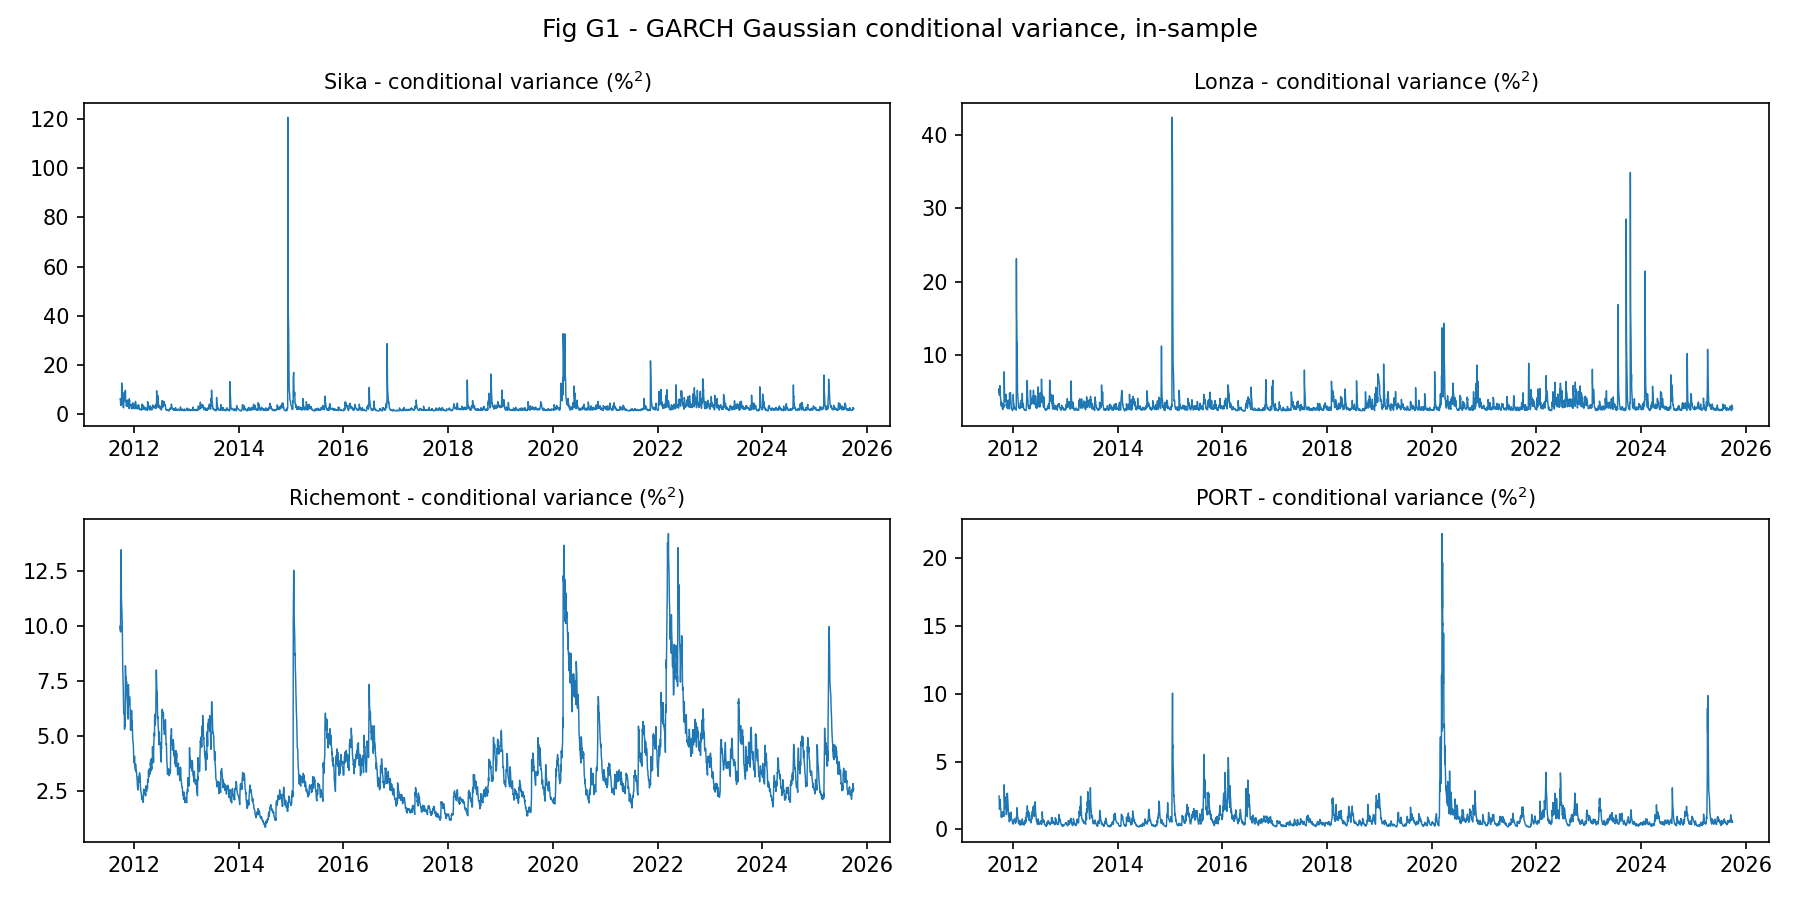 Fig G1 - GARCH Gaussian conditional variance, in-sample
Sika - conditional variance (%²)
120
100
80
60
40
20
0
2012 2014 2016 2018 2020 2022 2024 2026
Lonza - conditional variance (%²)
40
30
20
10
2012 2014 2016 2018 2020 2022 2024 2026
Richemont - conditional variance (%²)
12.5
10.0
7.5
5.0
2.5
2012 2014 2016 2018 2020 2022 2024 2026
PORT - conditional variance (%²)
20
15
10
5
0
2012 2014 2016 2018 2020 2022 2024 2026